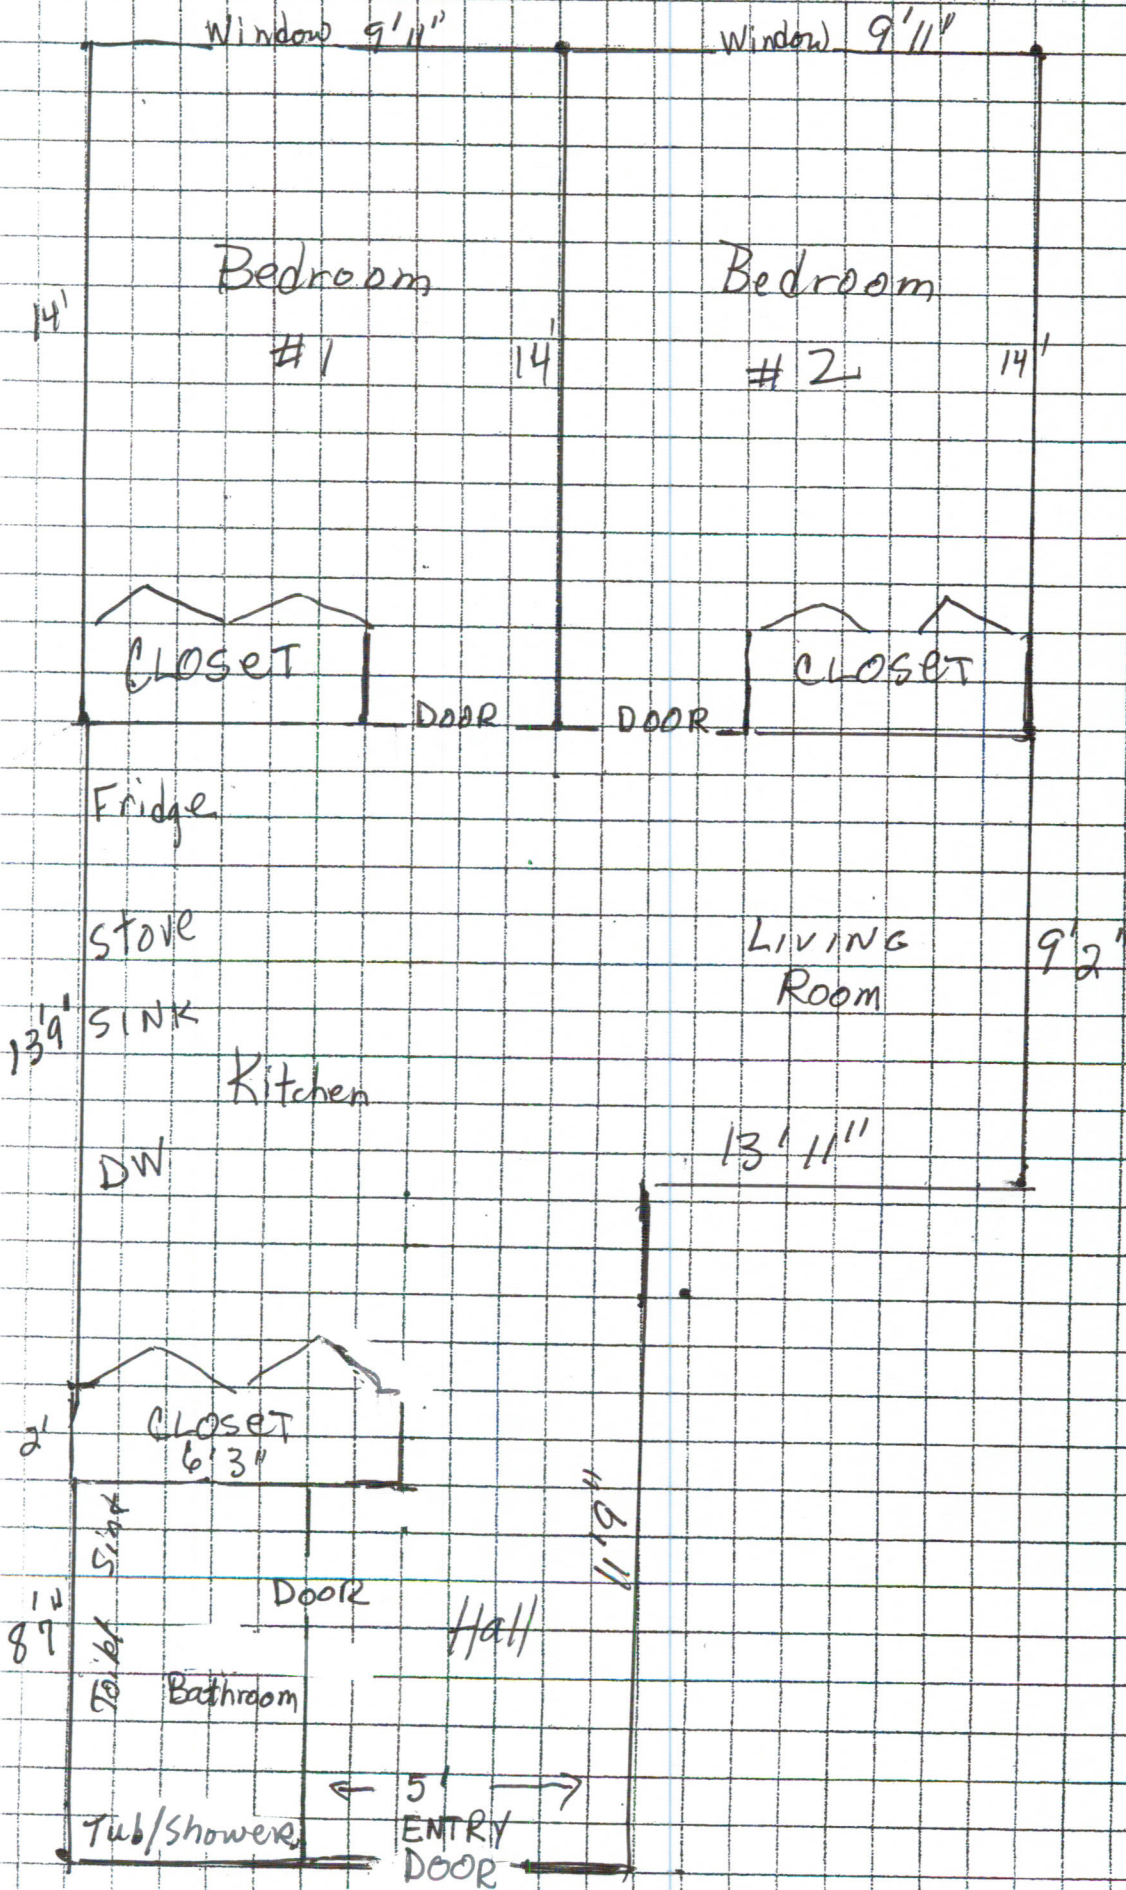 Window 9'11" Window 9'11"
Bedroom Bedroom
14' #1 14' #2 14'
CLOSET CLOSET
DOOR DOOR
Fridge
Stove LIVING 9'2"
Room
13'9" SINK
Kitchen
DW 13'11"
CLOSET
2' 6'3"
Sink 11'9"
DOOR
8'7" Toilet Hall
Bathroom
5'
Tub/Shower ENTRY
DOOR